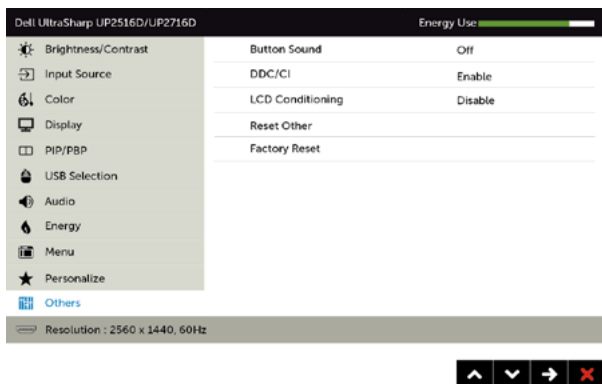 Dell UltraSharp UP2516D/UP2716D Energy Use
Brightness/Contrast Button Sound Off
Input Source DDC/CI Enable
Color LCD Conditioning Disable
Display Reset Other
PIP/PBP Factory Reset
USB Selection
Audio
Energy
Menu
Personalize
Others
Resolution : 2560 x 1440, 60Hz